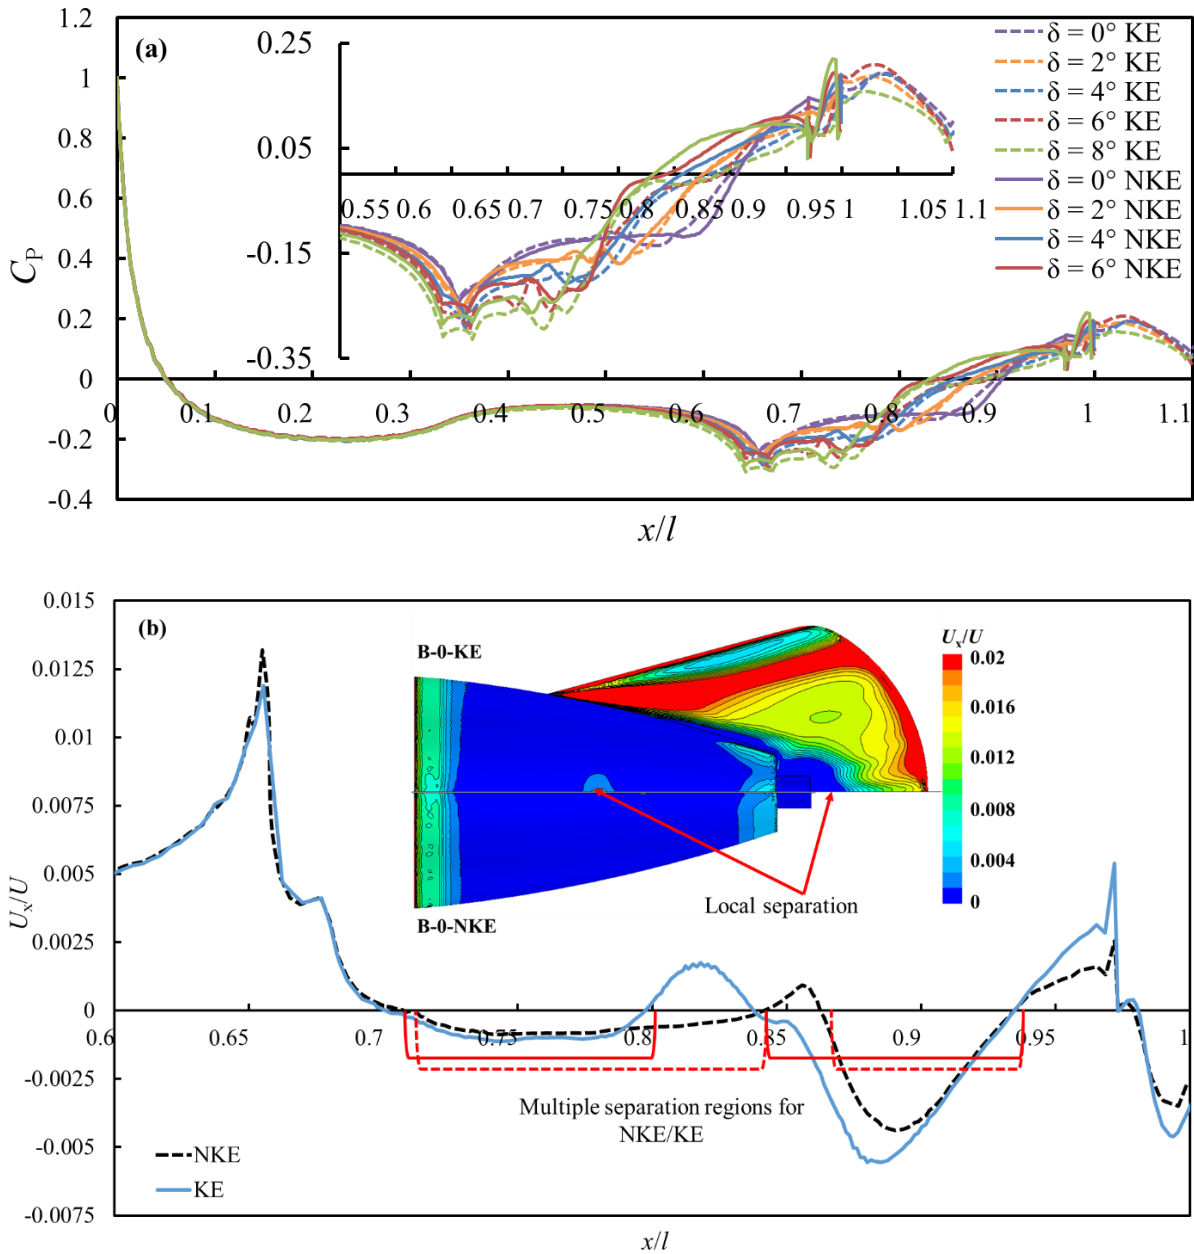 (a)
1.2
1
0.8
0.6
0.4
0.2
0
-0.2
-0.4
C_P
0 0.1 0.2 0.3 0.4 0.5 0.6 0.7 0.8 0.9 1 1.1
x/l
0.25
0.05
-0.15
-0.35
0.55 0.6 0.65 0.7 0.75 0.8 0.85 0.9 0.95 1 1.05 1.1
δ = 0° KE
δ = 2° KE
δ = 4° KE
δ = 6° KE
δ = 8° KE
δ = 0° NKE
δ = 2° NKE
δ = 4° NKE
δ = 6° NKE
(b)
0.015
0.0125
0.01
0.0075
0.005
0.0025
0
-0.0025
-0.005
-0.0075
U_x/U
0.6 0.65 0.7 0.75 0.8 0.85 0.9 0.95 1
x/l
B-0-KE
B-0-NKE
U_x/U
0.02
0.016
0.012
0.008
0.004
0
Local separation
Multiple separation regions for
NKE/KE
NKE
KE